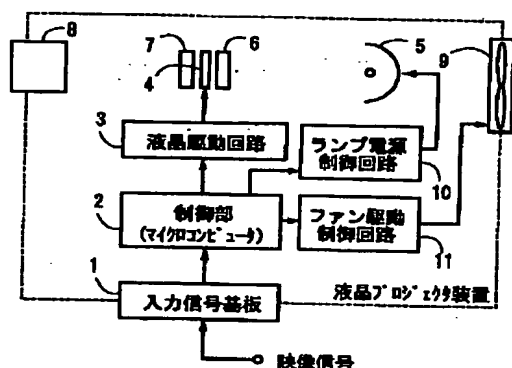 8
7
4
6
5
9
3
液晶駆動回路
ランプ電源
制御回路
10
2
制御部
(マイクロコンピュータ)
ファン駆動
制御回路
11
1
入力信号基板
液晶プロジェクタ装置
映像信号